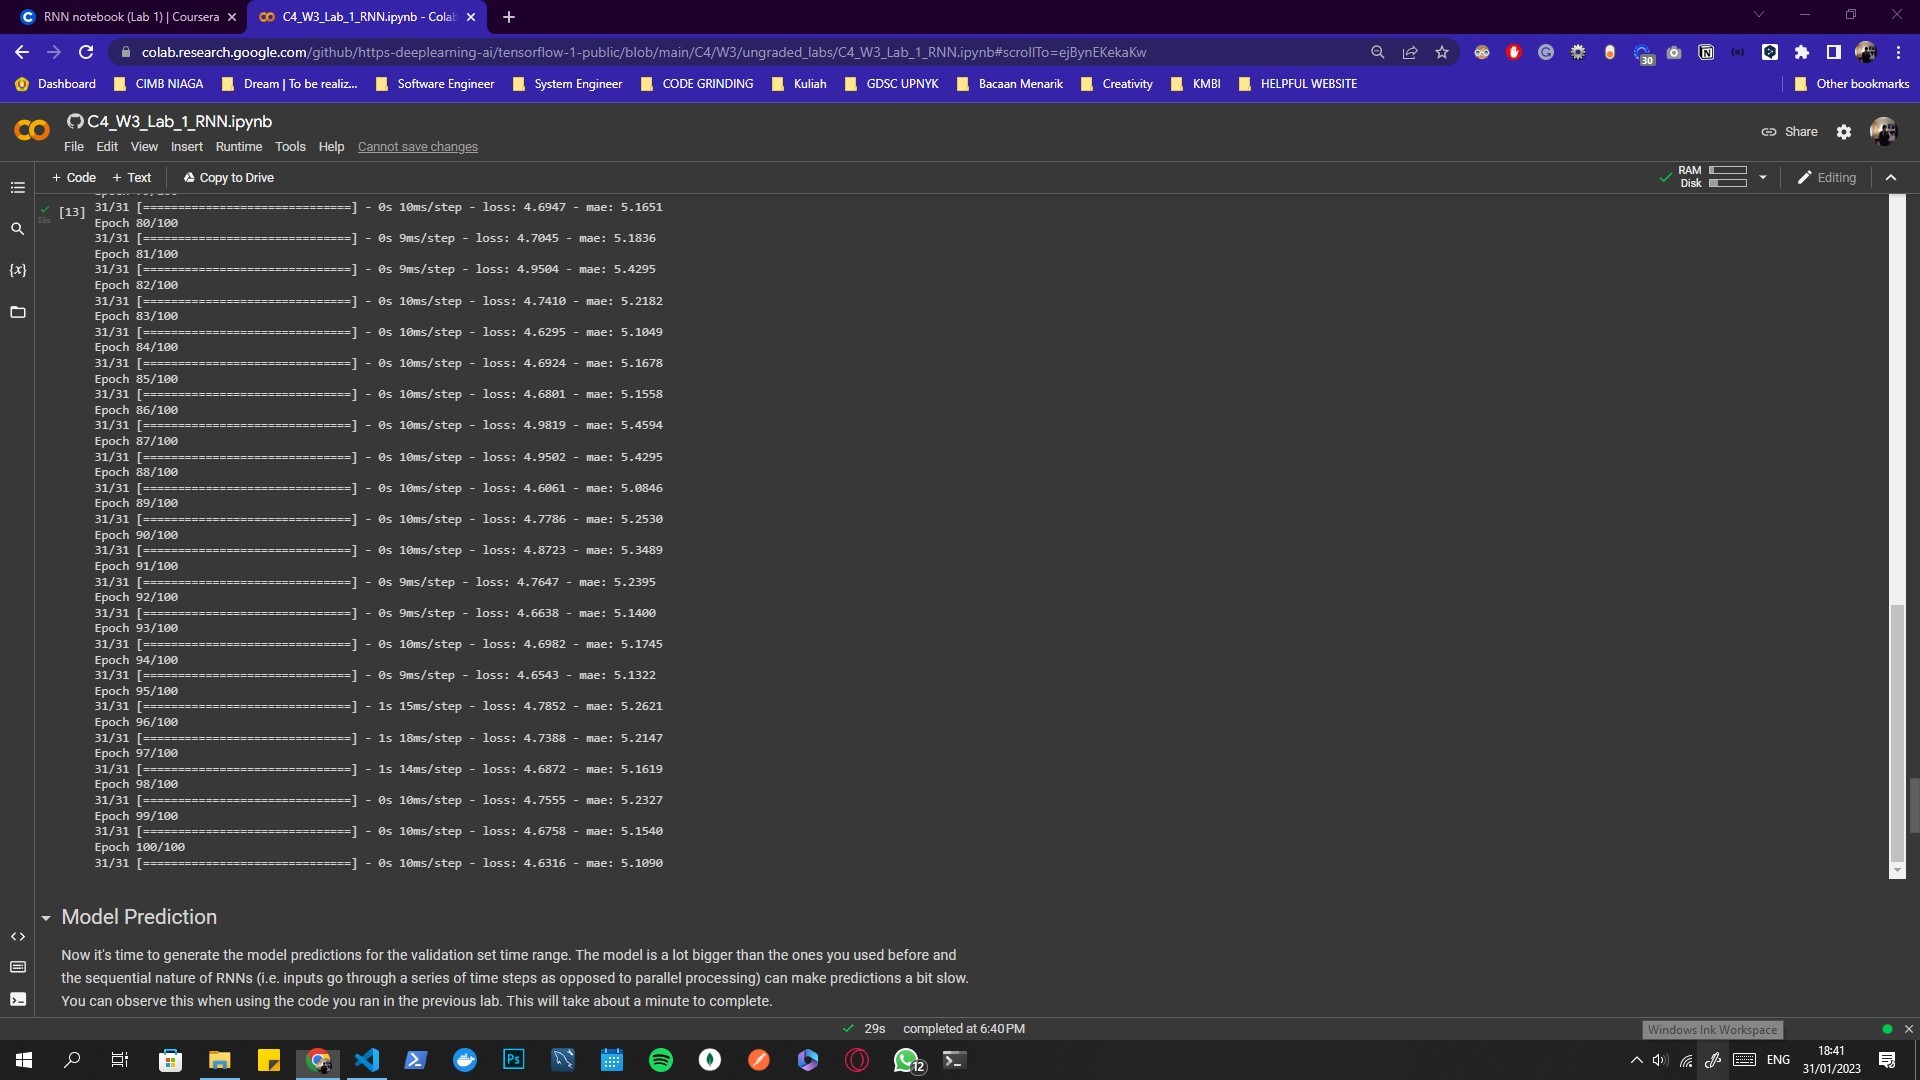 RNN notebook (Lab 1) | Coursera
C4_W3_Lab_1_RNN.ipynb - Colab
colab.research.google.com/github/https-deeplearning-ai/tensorflow-1-public/blob/main/C4/W3/ungraded_labs/C4_W3_Lab_1_RNN.ipynb#scrollTo=ejBynEKekaKw
30
Dashboard CIMB NIAGA Dream | To be realiz... Software Engineer System Engineer CODE GRINDING Kuliah GDSC UPNYK Bacaan Menarik Creativity KMBI HELPFUL WEBSITE Other bookmarks
CO
C4_W3_Lab_1_RNN.ipynb
Share
File Edit View Insert Runtime Tools Help Cannot save changes
+ Code + Text Copy to Drive
RAM
Disk
Editing
[13]
31/31 [==============================] - 0s 10ms/step - loss: 4.6947 - mae: 5.1651
Epoch 80/100
31/31 [==============================] - 0s 9ms/step - loss: 4.7045 - mae: 5.1836
Epoch 81/100
31/31 [==============================] - 0s 9ms/step - loss: 4.9504 - mae: 5.4295
Epoch 82/100
31/31 [==============================] - 0s 10ms/step - loss: 4.7410 - mae: 5.2182
Epoch 83/100
31/31 [==============================] - 0s 10ms/step - loss: 4.6295 - mae: 5.1049
Epoch 84/100
31/31 [==============================] - 0s 10ms/step - loss: 4.6924 - mae: 5.1678
Epoch 85/100
31/31 [==============================] - 0s 10ms/step - loss: 4.6801 - mae: 5.1558
Epoch 86/100
31/31 [==============================] - 0s 10ms/step - loss: 4.9819 - mae: 5.4594
Epoch 87/100
31/31 [==============================] - 0s 10ms/step - loss: 4.9502 - mae: 5.4295
Epoch 88/100
31/31 [==============================] - 0s 10ms/step - loss: 4.6061 - mae: 5.0846
Epoch 89/100
31/31 [==============================] - 0s 10ms/step - loss: 4.7786 - mae: 5.2530
Epoch 90/100
31/31 [==============================] - 0s 10ms/step - loss: 4.8723 - mae: 5.3489
Epoch 91/100
31/31 [==============================] - 0s 9ms/step - loss: 4.7647 - mae: 5.2395
Epoch 92/100
31/31 [==============================] - 0s 9ms/step - loss: 4.6638 - mae: 5.1400
Epoch 93/100
31/31 [==============================] - 0s 10ms/step - loss: 4.6982 - mae: 5.1745
Epoch 94/100
31/31 [==============================] - 0s 9ms/step - loss: 4.6543 - mae: 5.1322
Epoch 95/100
31/31 [==============================] - 1s 15ms/step - loss: 4.7852 - mae: 5.2621
Epoch 96/100
31/31 [==============================] - 1s 18ms/step - loss: 4.7388 - mae: 5.2147
Epoch 97/100
31/31 [==============================] - 1s 14ms/step - loss: 4.6872 - mae: 5.1619
Epoch 98/100
31/31 [==============================] - 0s 10ms/step - loss: 4.7555 - mae: 5.2327
Epoch 99/100
31/31 [==============================] - 0s 10ms/step - loss: 4.6758 - mae: 5.1540
Epoch 100/100
31/31 [==============================] - 0s 10ms/step - loss: 4.6316 - mae: 5.1090
Model Prediction
Now it's time to generate the model predictions for the validation set time range. The model is a lot bigger than the ones you used before and
the sequential nature of RNNs (i.e. inputs go through a series of time steps as opposed to parallel processing) can make predictions a bit slow.
You can observe this when using the code you ran in the previous lab. This will take about a minute to complete.
29s completed at 6:40 PM
Windows Ink Workspace
Ps
12
ENG
18:41
31/01/2023